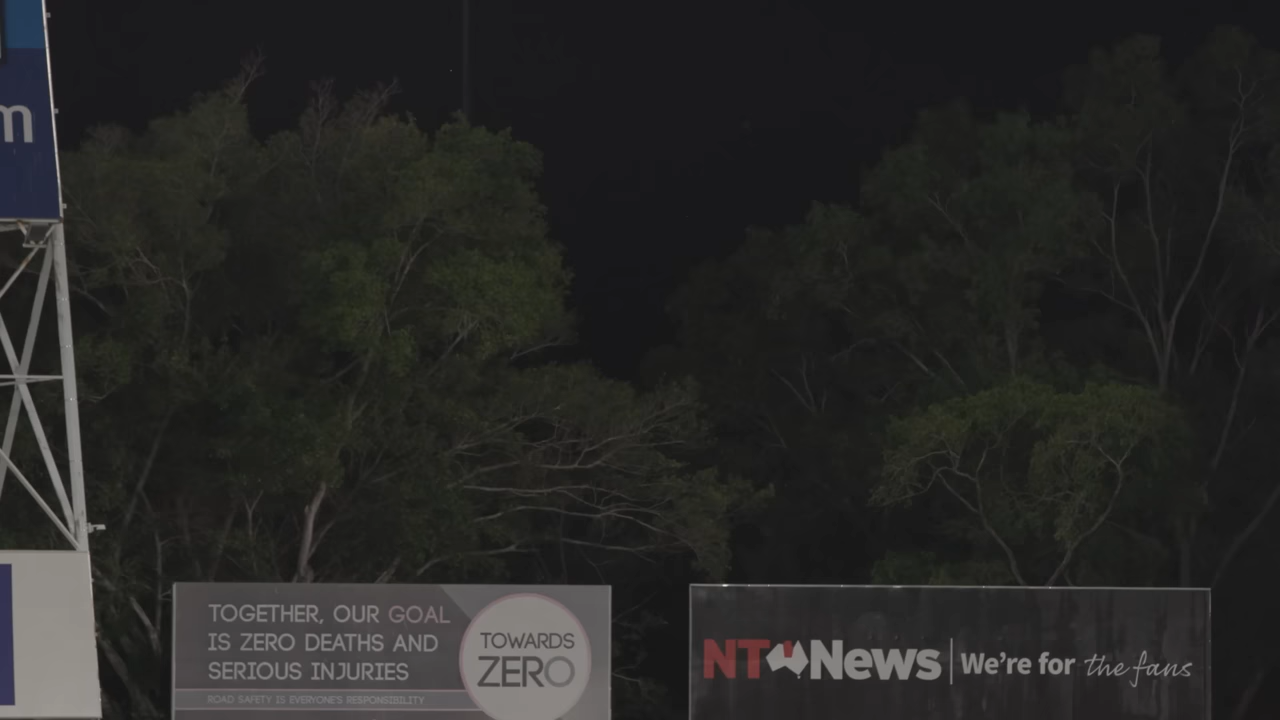 m
TOGETHER, OUR GOAL
IS ZERO DEATHS AND
SERIOUS INJURIES
ROAD SAFETY IS EVERYONE'S RESPONSIBILITY
TOWARDS
ZERO
NT News We're for the fans